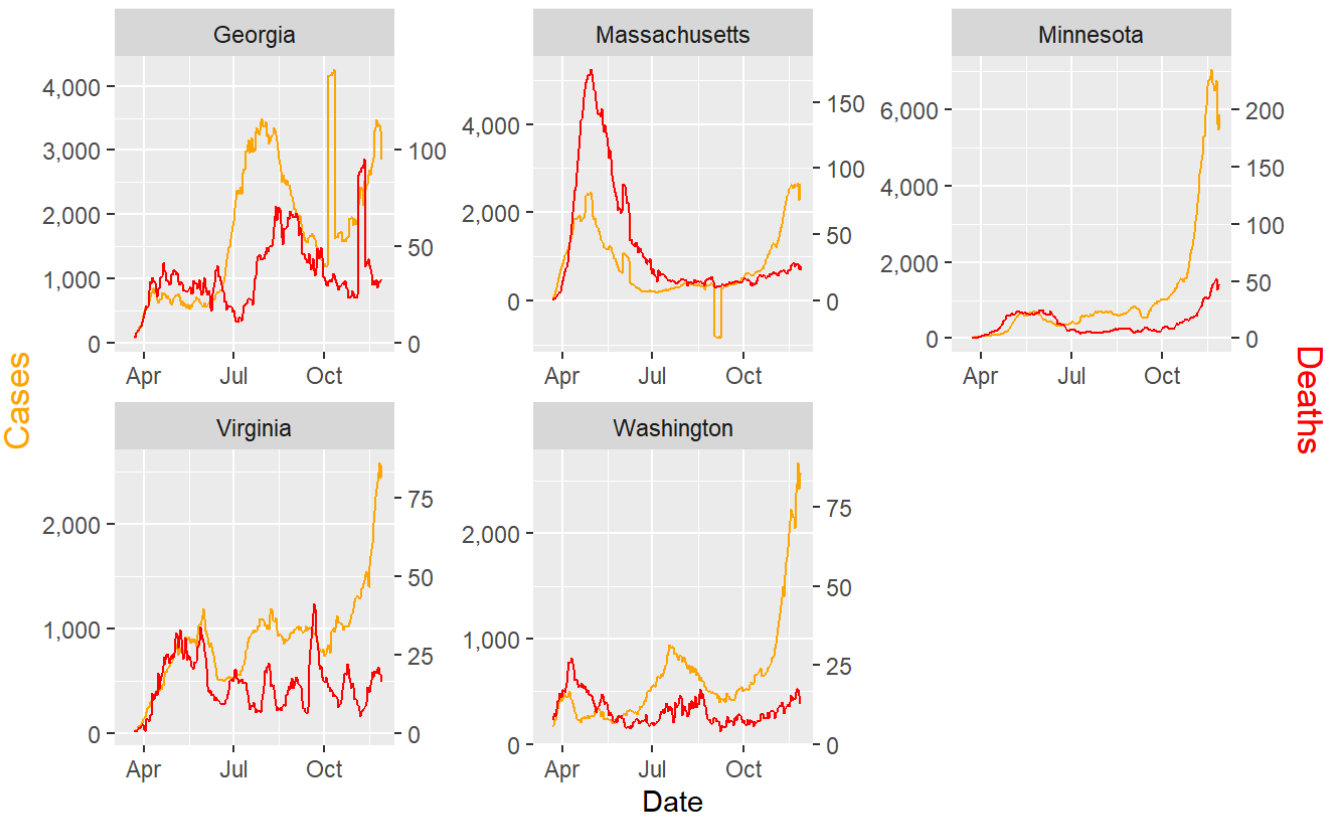 Georgia
Massachusetts
Minnesota
4,000
3,000
2,000
1,000
0
100
50
0
4,000
2,000
0
150
100
50
0
6,000
4,000
2,000
0
200
150
100
50
0
Apr Jul Oct
Apr Jul Oct
Apr Jul Oct
Cases
Deaths
Virginia
Washington
2,000
1,000
0
75
50
25
0
2,000
1,000
0
75
50
25
0
Apr Jul Oct
Apr Jul Oct
Date